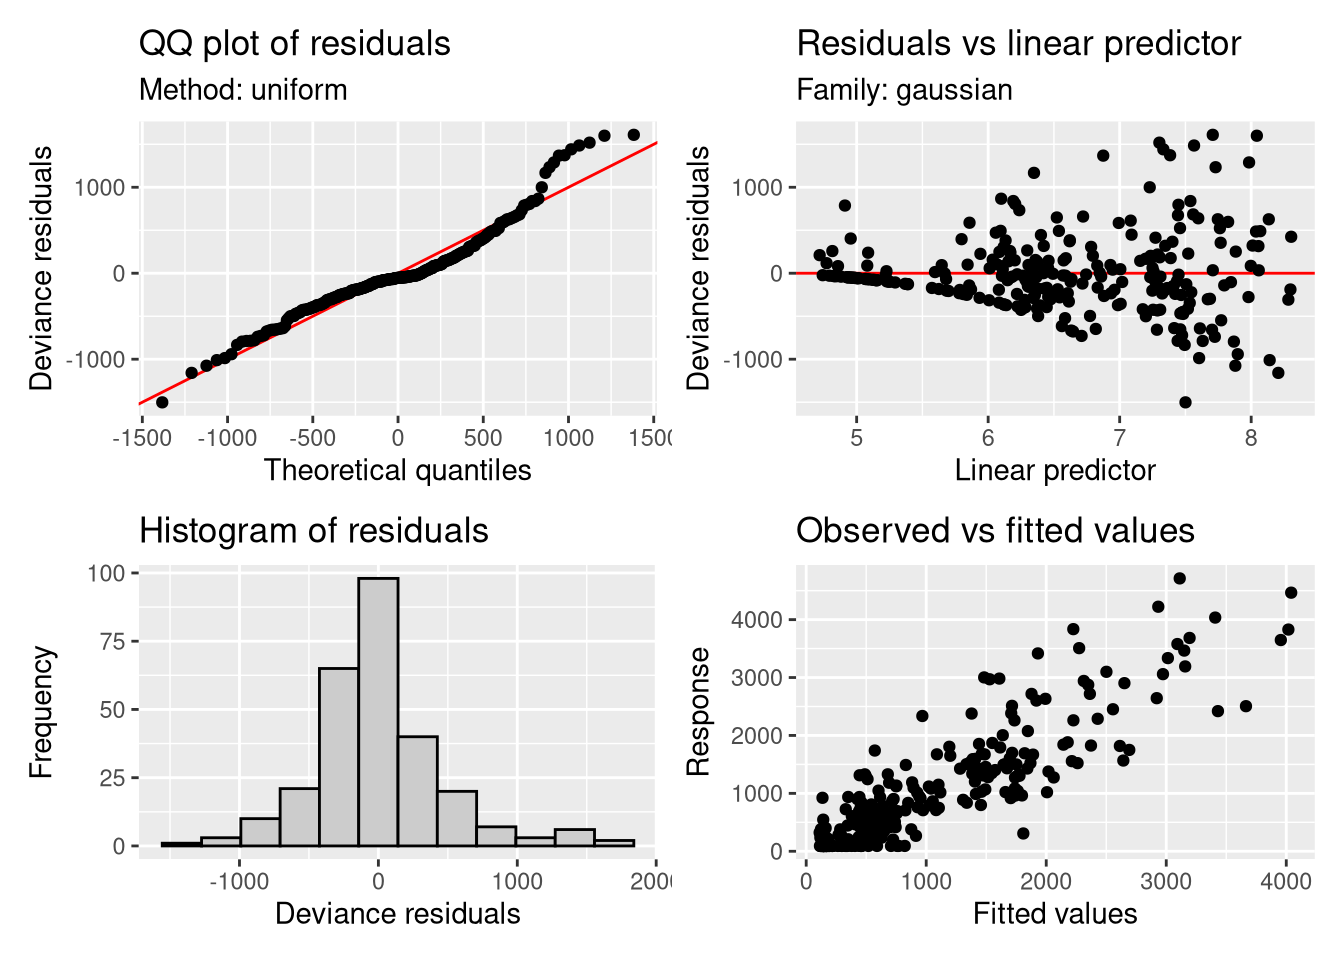 QQ plot of residuals
Method: uniform
Deviance residuals
1000
0
-1000
-1500
-1000
-500
0
500
1000
1500
Theoretical quantiles
Residuals vs linear predictor
Family: gaussian
Deviance residuals
1000
0
-1000
5
6
7
8
Linear predictor
Histogram of residuals
Frequency
100
75
50
25
0
-1000
0
1000
2000
Deviance residuals
Observed vs fitted values
Response
4000
3000
2000
1000
0
0
1000
2000
3000
4000
Fitted values